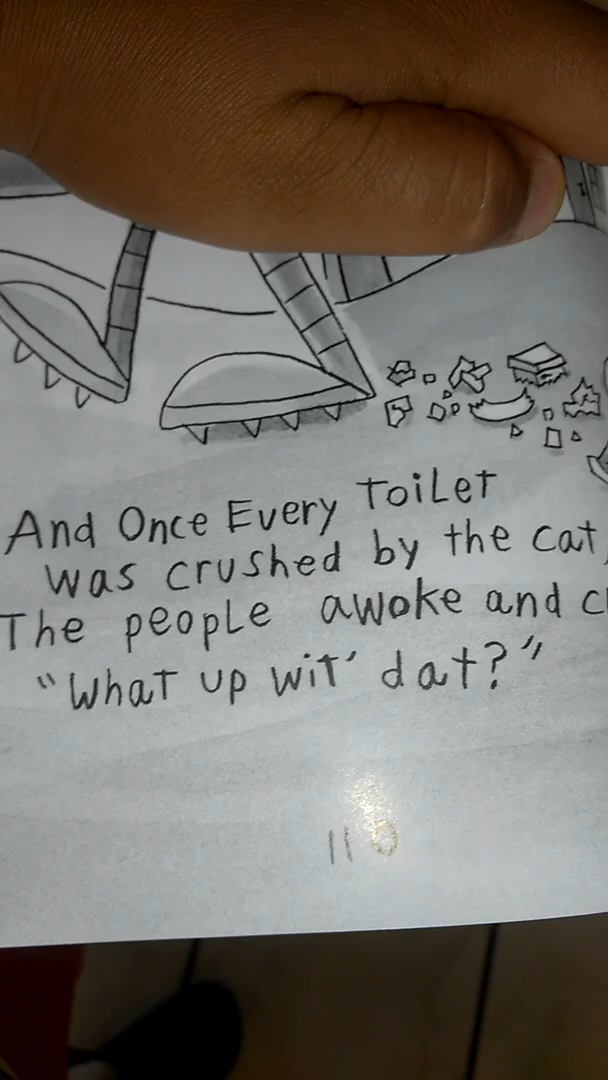 And Once Every Toilet
was crushed by the cat,
The people awoke and
"What up wit' dat?"
110